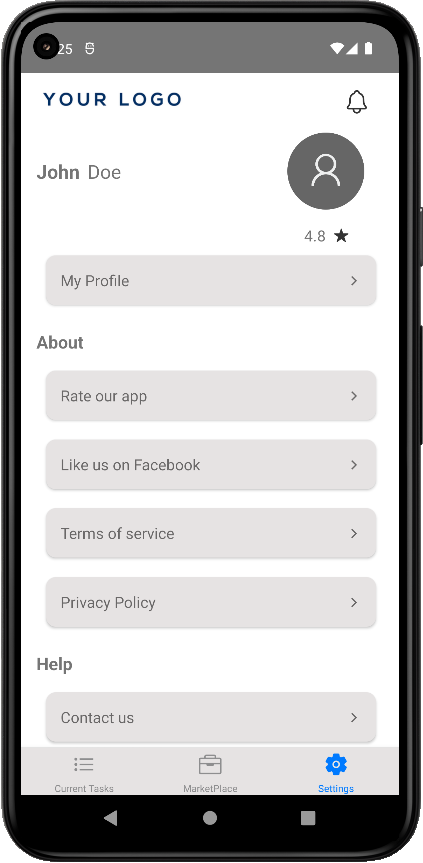 25
YOUR LOGO
John Doe
4.8
My Profile
About
Rate our app
Like us on Facebook
Terms of service
Privacy Policy
Help
Contact us
Current Tasks
MarketPlace
Settings